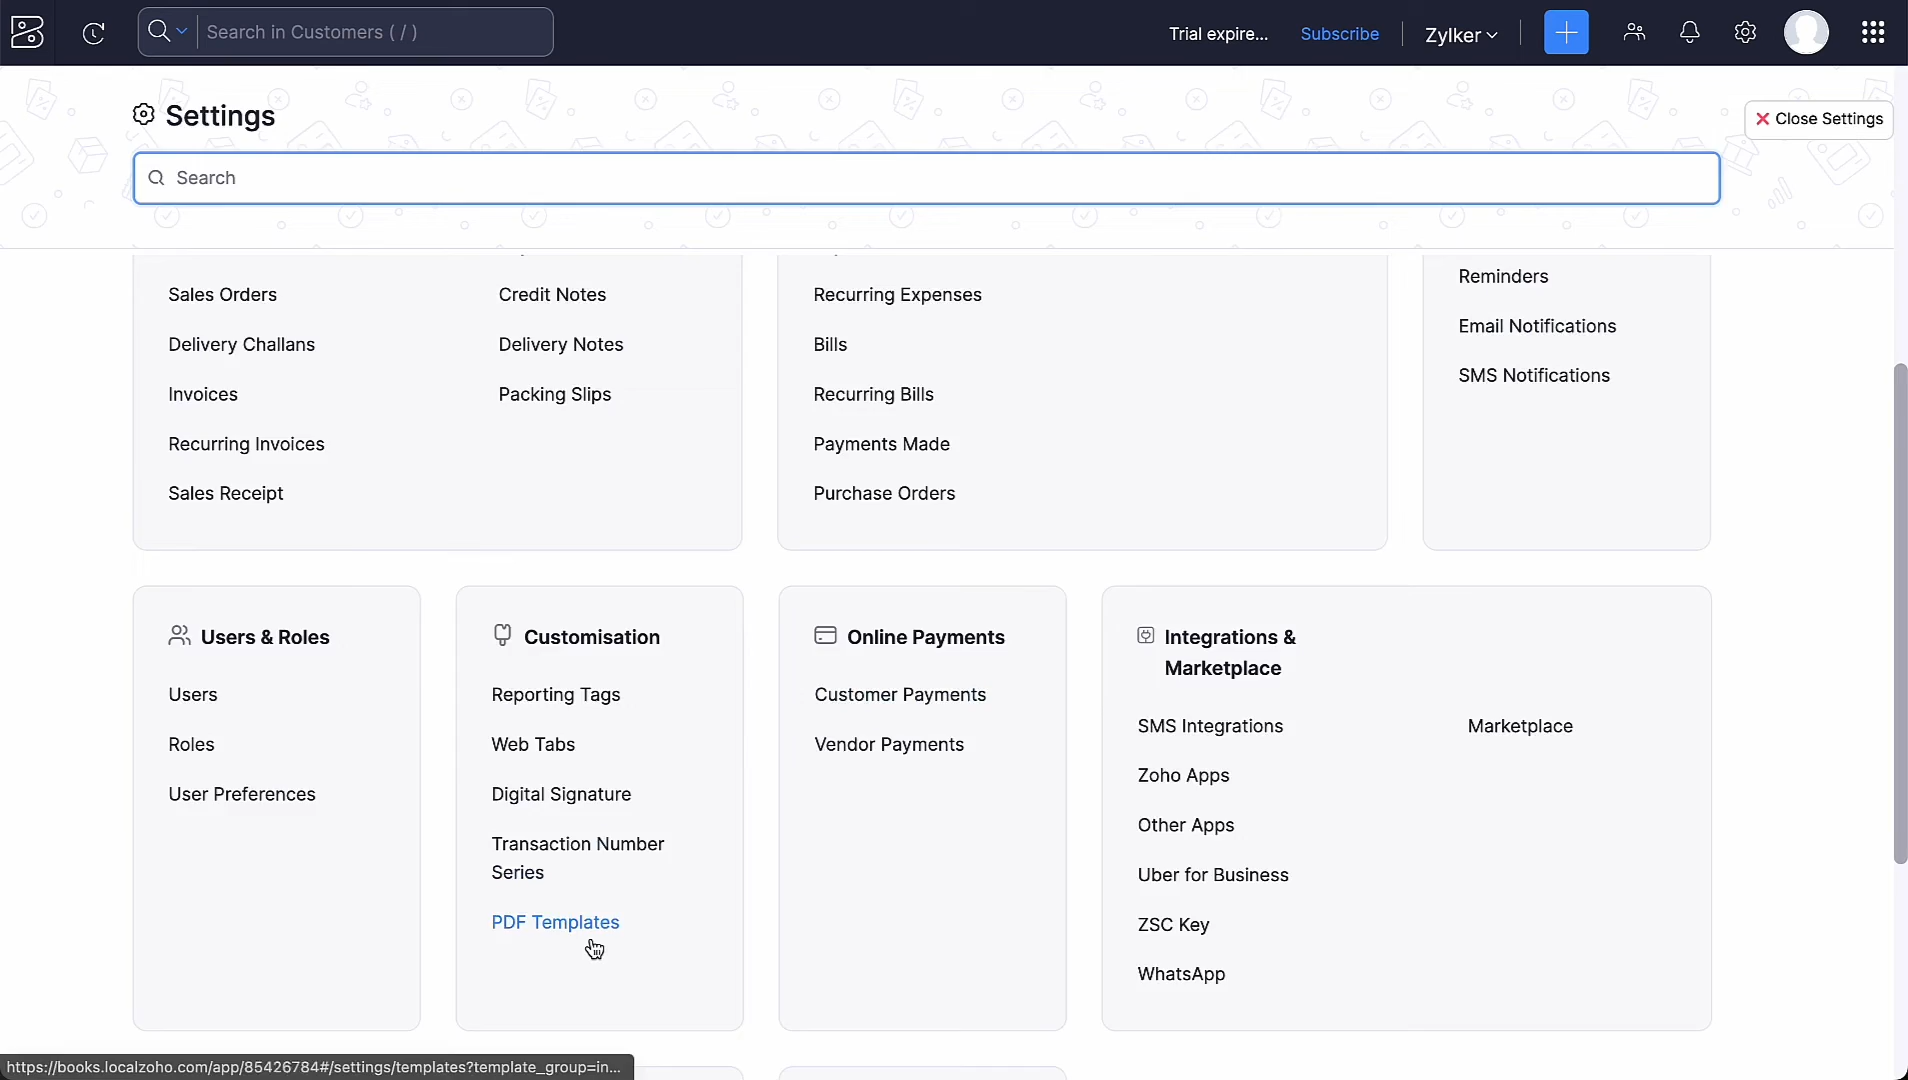 Search in Customers ( / )
Trial expire...
Subscribe
Zylker
Settings
Close Settings
Search
Sales Orders
Delivery Challans
Invoices
Recurring Invoices
Sales Receipt
Credit Notes
Delivery Notes
Packing Slips
Recurring Expenses
Bills
Recurring Bills
Payments Made
Purchase Orders
Reminders
Email Notifications
SMS Notifications
Users & Roles
Users
Roles
User Preferences
Customisation
Reporting Tags
Web Tabs
Digital Signature
Transaction Number
Series
PDF Templates
Online Payments
Customer Payments
Vendor Payments
Integrations &
Marketplace
SMS Integrations
Zoho Apps
Other Apps
Uber for Business
ZSC Key
WhatsApp
Marketplace
https://books.localzoho.com/app/85426784#/settings/templates?template_group=in...